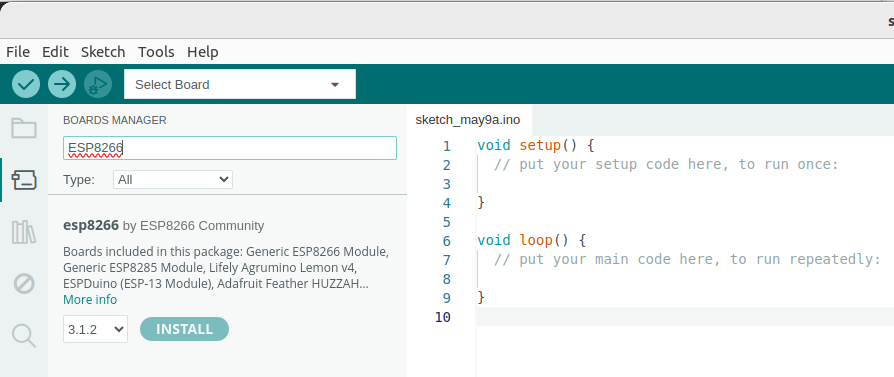 s
File Edit Sketch Tools Help
Select Board
BOARDS MANAGER
ESP8266
Type: All
esp8266 by ESP8266 Community
Boards included in this package: Generic ESP8266 Module,
Generic ESP8285 Module, Lifely Agrumino Lemon v4,
ESPDuino (ESP-13 Module), Adafruit Feather HUZZAH...
More info
3.1.2 INSTALL
sketch_may9a.ino
1 void setup() {
2 // put your setup code here, to run once:
3
4 }
5
6 void loop() {
7 // put your main code here, to run repeatedly:
8
9 }
10